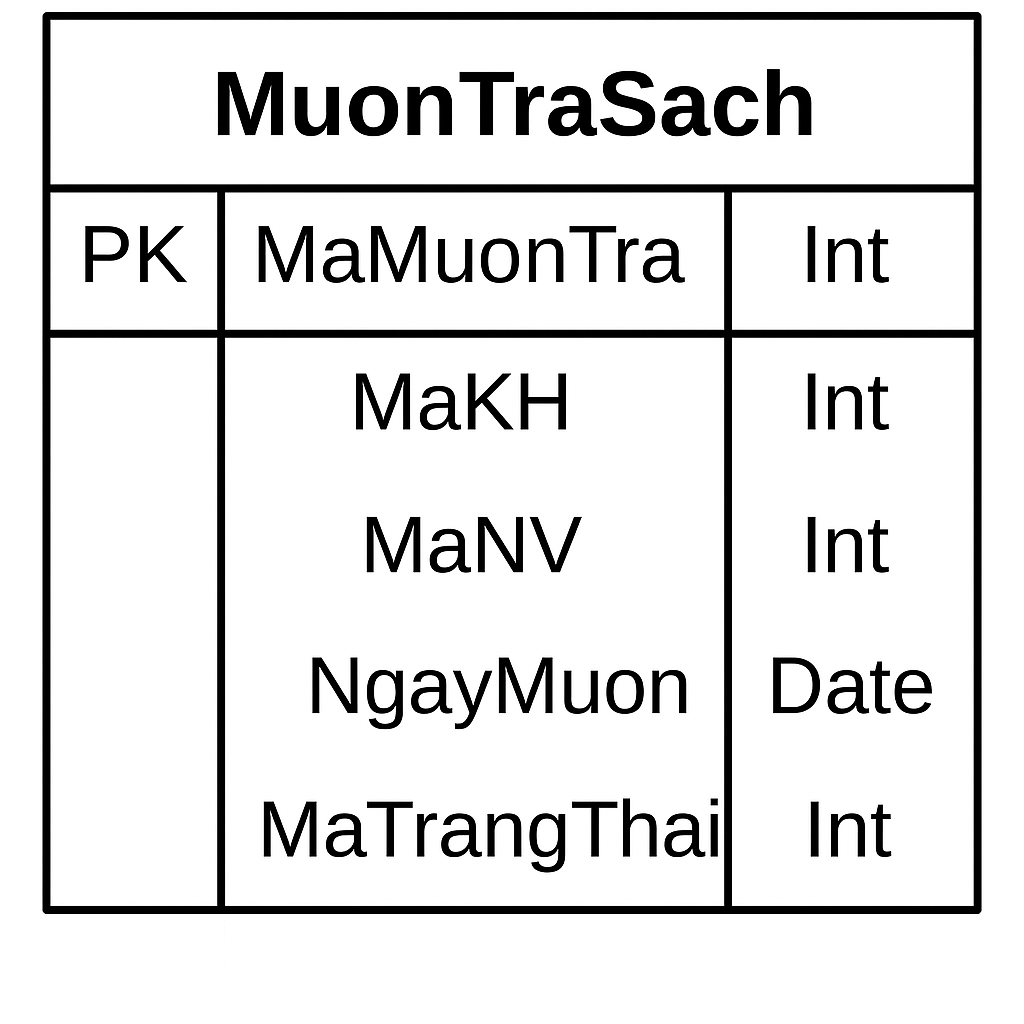 MuonTraSach
PK MaMuonTra Int
MaKH Int
MaNV Int
NgayMuon Date
MaTrangThai Int